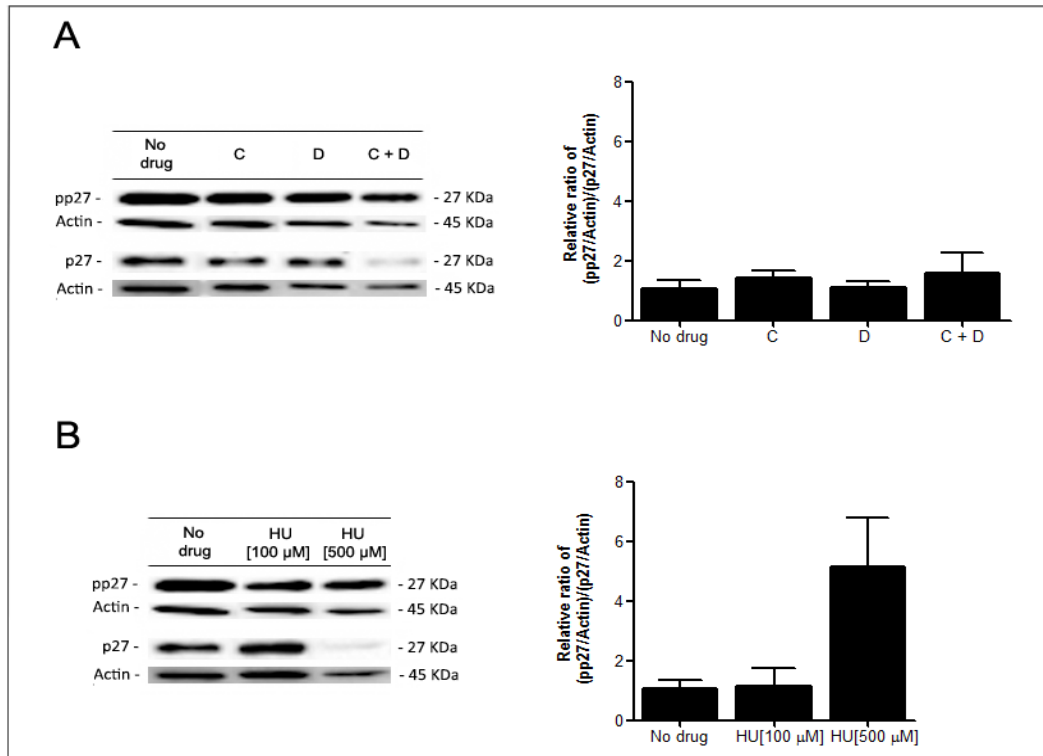 A
No drug C D C + D
pp27 - - 27 KDa
Actin - - 45 KDa
p27 - - 27 KDa
Actin - - 45 KDa
Relative ratio of
(pp27/Actin)/(p27/Actin)
8
6
4
2
0
No drug C D C + D
B
No drug HU [100 µM] HU [500 µM]
pp27 - - 27 KDa
Actin - - 45 KDa
p27 - - 27 KDa
Actin - - 45 KDa
Relative ratio of
(pp27/Actin)/(p27/Actin)
8
6
4
2
0
No drug HU[100 µM] HU[500 µM]